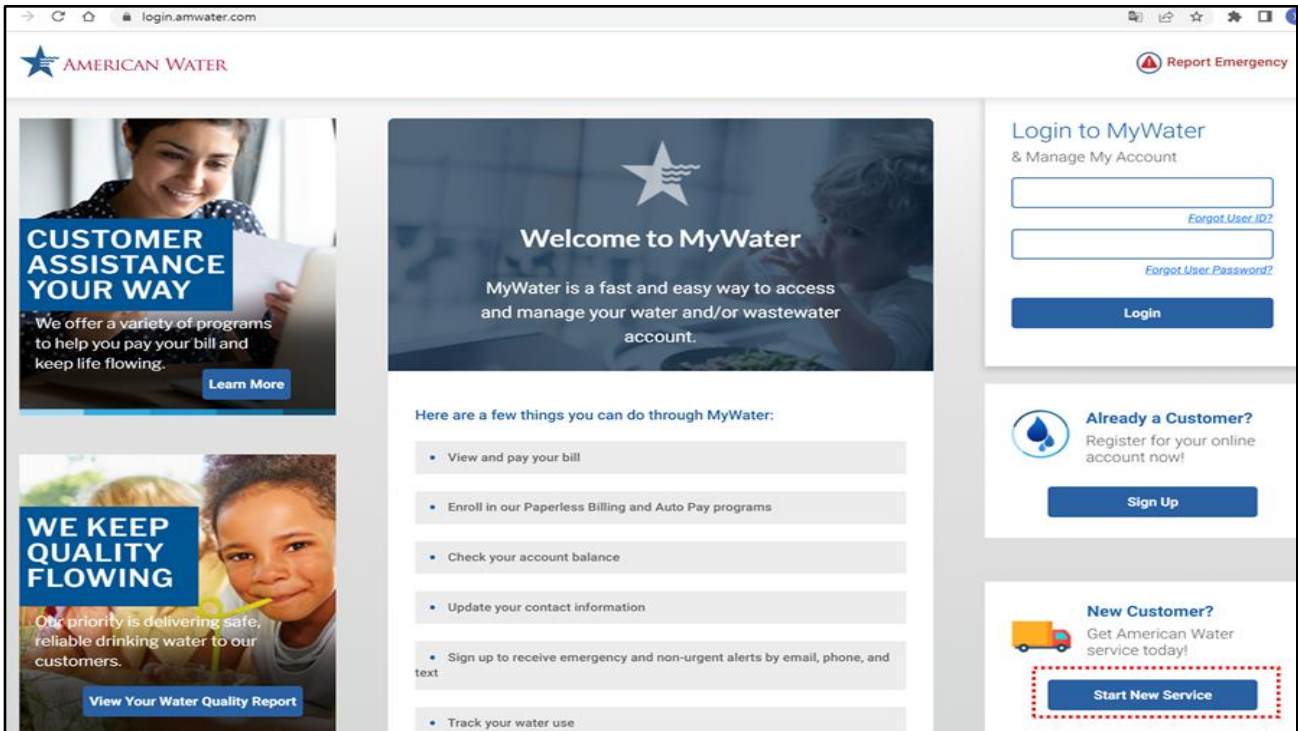 login.amwater.com
AMERICAN WATER
Report Emergency
CUSTOMER
ASSISTANCE
YOUR WAY
We offer a variety of programs
to help you pay your bill and
keep life flowing.
Learn More
WE KEEP
QUALITY
FLOWING
Our priority is delivering safe,
reliable drinking water to our
customers.
View Your Water Quality Report
Welcome to MyWater
MyWater is a fast and easy way to access
and manage your water and/or wastewater
account.
Here are a few things you can do through MyWater:
• View and pay your bill
• Enroll in our Paperless Billing and Auto Pay programs
• Check your account balance
• Update your contact information
• Sign up to receive emergency and non-urgent alerts by email, phone, and
text
• Track your water use
Login to MyWater
& Manage My Account
Forgot User ID?
Forgot User Password?
Login
Already a Customer?
Register for your online
account now!
Sign Up
New Customer?
Get American Water
service today!
Start New Service